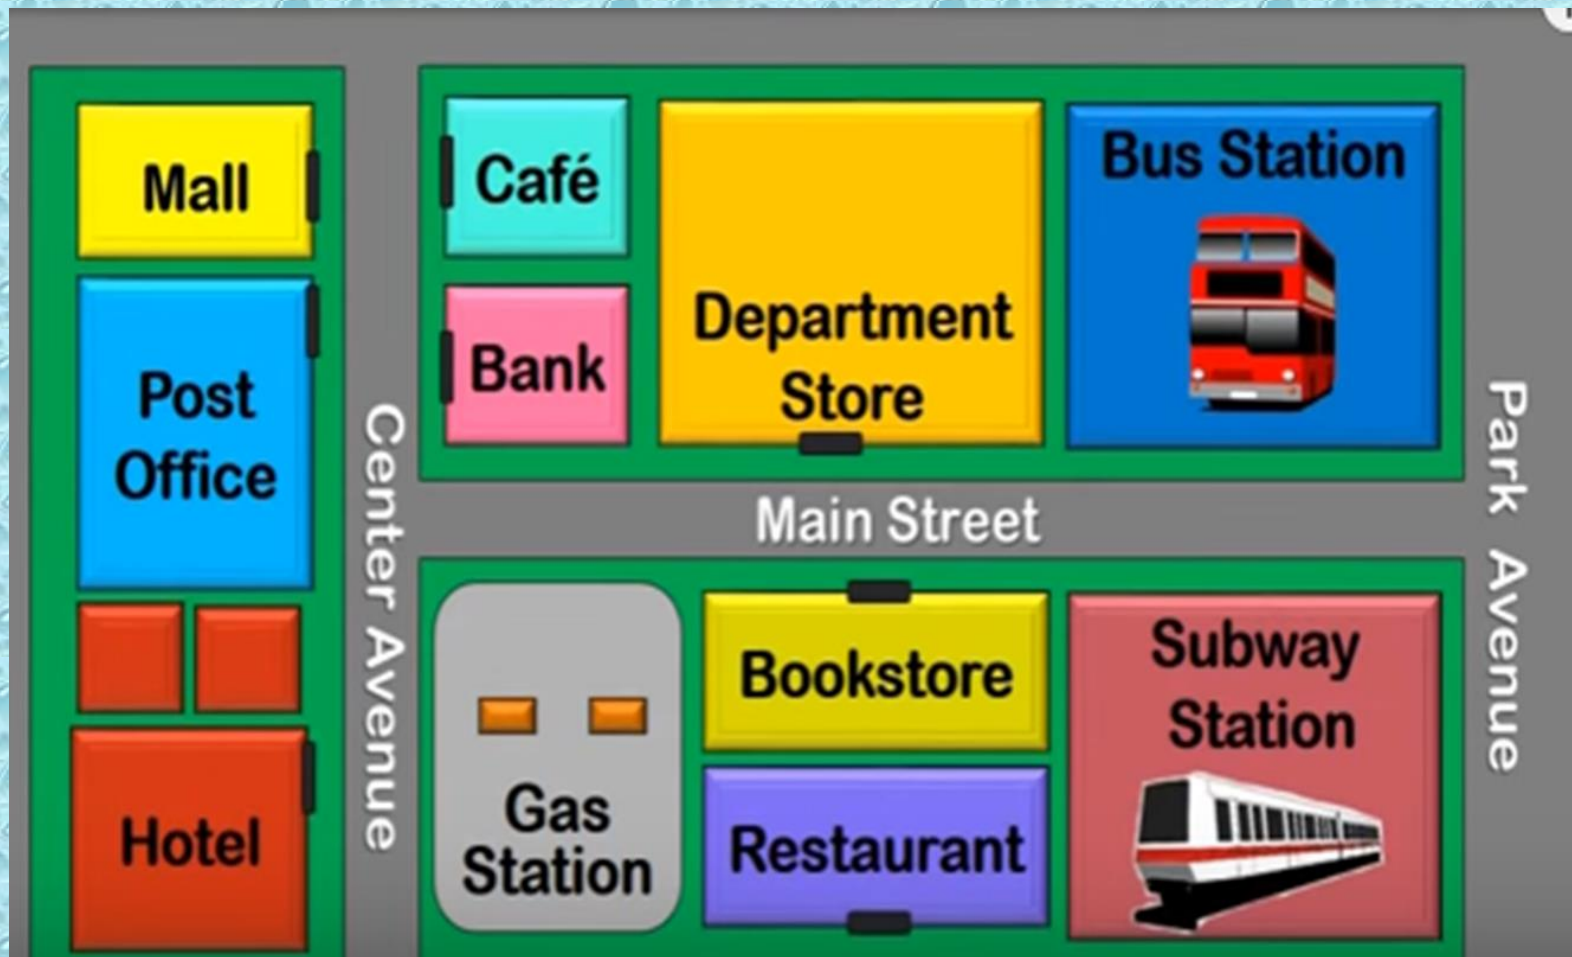 Mall
Café
Department
Store
Bus Station
Post
Office
Bank
Center Avenue
Main Street
Park Avenue
Hotel
Gas
Station
Bookstore
Restaurant
Subway
Station